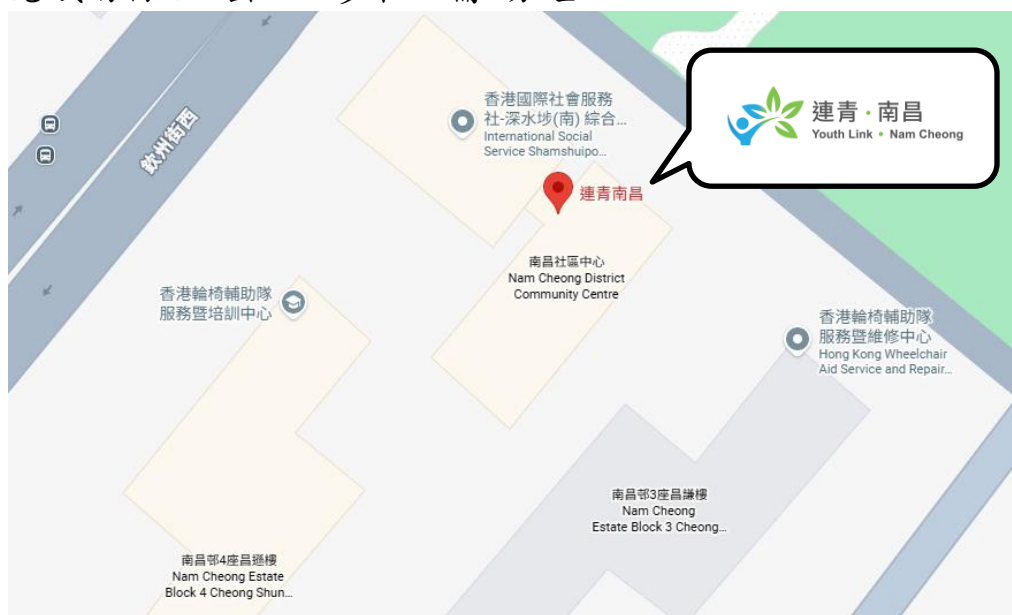 香港國際社會服務
社-深水埗(南) 綜合...
International Social
Service Shamshuipo...
連青·南昌
Youth Link • Nam Cheong
欽州街西
連青南昌
南昌社區中心
Nam Cheong District
Community Centre
香港輪椅輔助隊
服務暨培訓中心
香港輪椅輔助隊
服務暨維修中心
Hong Kong Wheelchair
Aid Service and Repair...
南昌邨3座昌謙樓
Nam Cheong
Estate Block 3 Cheong...
南昌邨4座昌遜樓
Nam Cheong Estate
Block 4 Cheong Shun...